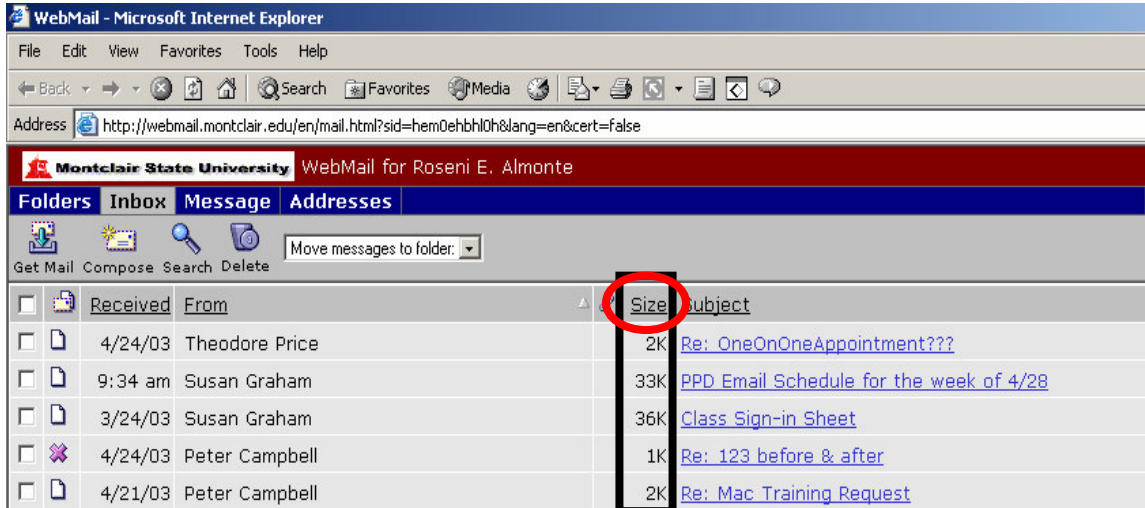 WebMail - Microsoft Internet Explorer
File Edit View Favorites Tools Help
Back Search Favorites Media
Address http://webmail.montclair.edu/en/mail.html?sid=hem0ehbhl0h&lang=en&cert=false
Montclair State University WebMail for Roseni E. Almonte
Folders Inbox Message Addresses
Move messages to folder:
Get Mail Compose Search Delete
Received From Size Subject
4/24/03 Theodore Price 2K Re: OneOnOneAppointment???
9:34 am Susan Graham 33K PPD Email Schedule for the week of 4/28
3/24/03 Susan Graham 36K Class Sign-in Sheet
4/24/03 Peter Campbell 1K Re: 123 before & after
4/21/03 Peter Campbell 2K Re: Mac Training Request